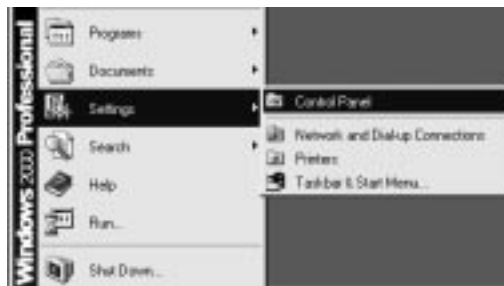 Windows 2000 Professional
Programs
Documents
Settings
Search
Help
Run...
Shut Down...
Control Panel
Network and Dial-up Connections
Printers
Taskbar & Start Menu...